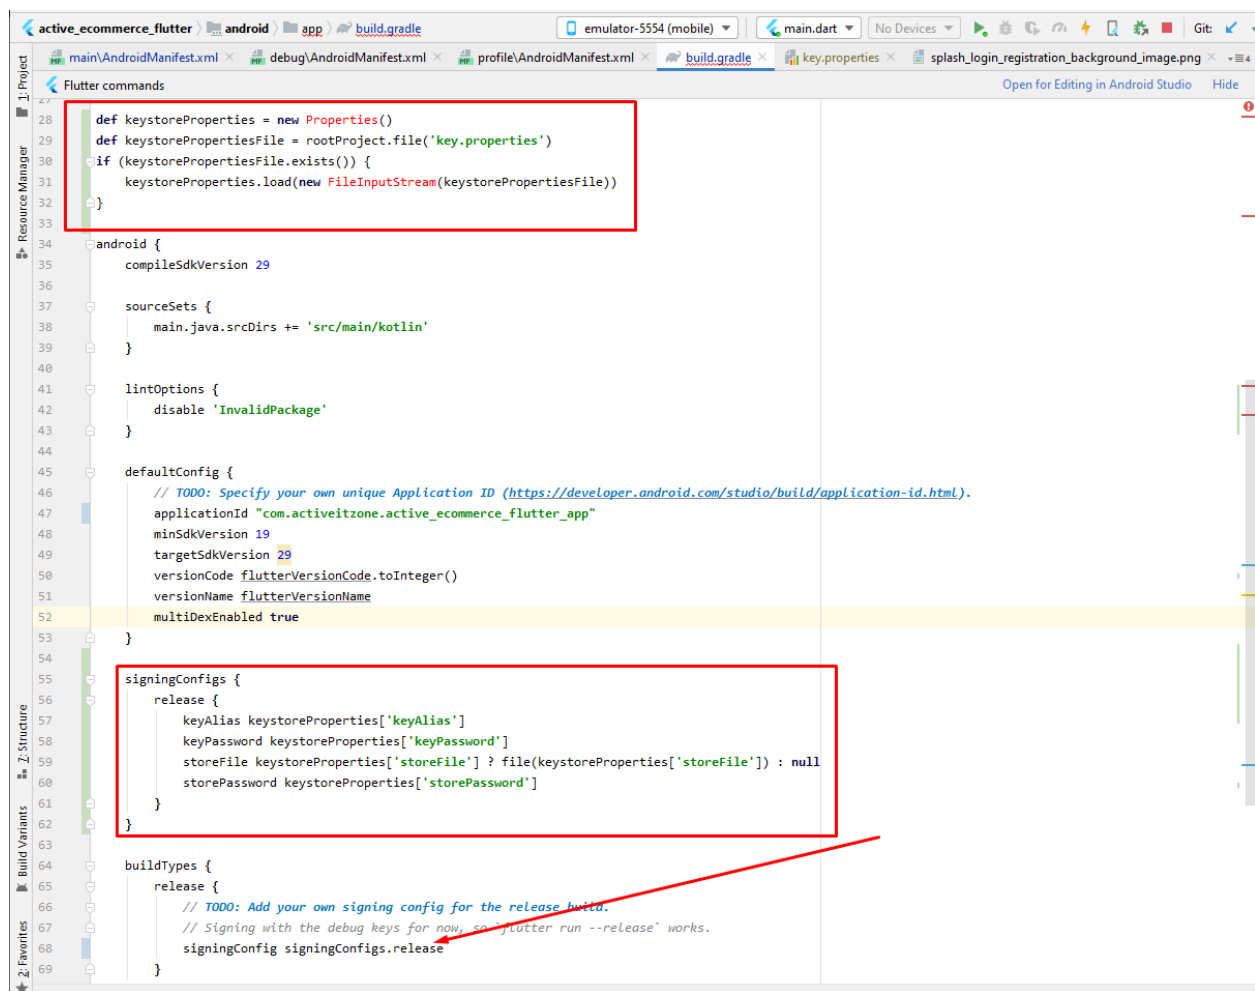 active_ecommerce_flutter android app build.gradle emulator-5554 (mobile) main.dart No Devices Git:
main\AndroidManifest.xml debug\AndroidManifest.xml profile\AndroidManifest.xml build.gradle key.properties splash_login_registration_background_image.png 4
Flutter commands Open for Editing in Android Studio Hide
1: Project
Resource Manager
7: Structure
Build Variants
2: Favorites
27
28 def keystoreProperties = new Properties()
29 def keystorePropertiesFile = rootProject.file('key.properties')
30 if (keystorePropertiesFile.exists()) {
31 keystoreProperties.load(new FileInputStream(keystorePropertiesFile))
32 }
33
34 android {
35 compileSdkVersion 29
36
37 sourceSets {
38 main.java.srcDirs += 'src/main/kotlin'
39 }
40
41 lintOptions {
42 disable 'InvalidPackage'
43 }
44
45 defaultConfig {
46 // TODO: Specify your own unique Application ID (https://developer.android.com/studio/build/application-id.html).
47 applicationId "com.activeitzone.active_ecommerce_flutter_app"
48 minSdkVersion 19
49 targetSdkVersion 29
50 versionCode flutterVersionCode.toInteger()
51 versionName flutterVersionName
52 multiDexEnabled true
53 }
54
55 signingConfigs {
56 release {
57 keyAlias keystoreProperties['keyAlias']
58 keyPassword keystoreProperties['keyPassword']
59 storeFile keystoreProperties['storeFile'] ? file(keystoreProperties['storeFile']) : null
60 storePassword keystoreProperties['storePassword']
61 }
62 }
63
64 buildTypes {
65 release {
66 // TODO: Add your own signing config for the release build.
67 // Signing with the debug keys for now, so `flutter run --release` works.
68 signingConfig signingConfigs.release
69 }